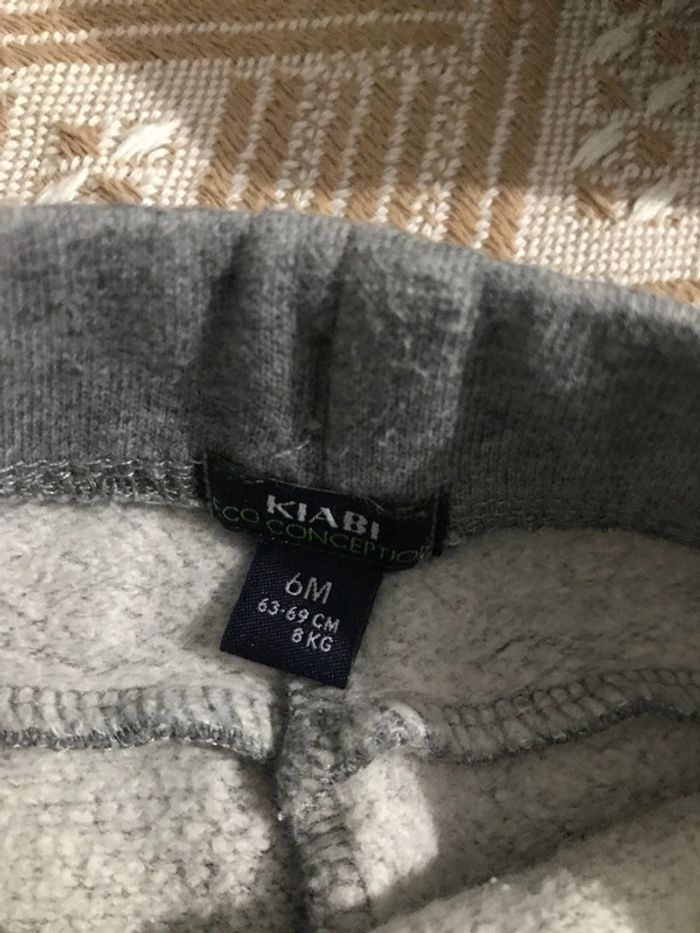 KIABI
ECO CONCEPTION
6M
63-69 CM
8 KG